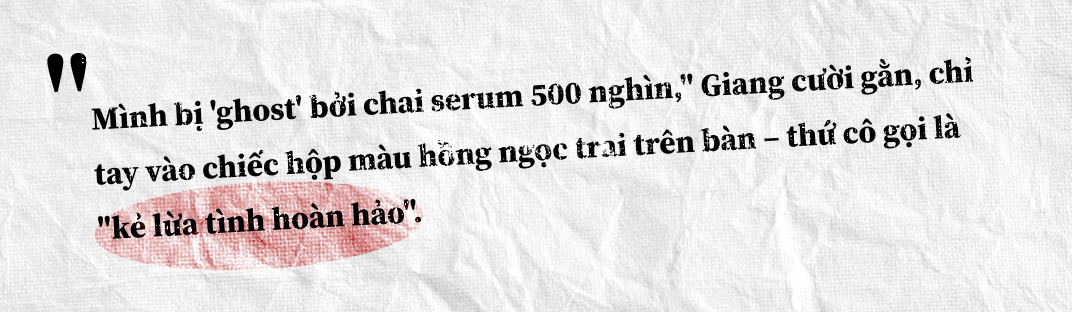 "
Mình bị 'ghost' bởi chai serum 500 nghìn," Giang cười gằn, chỉ
tay vào chiếc hộp màu hồng ngọc trai trên bàn – thứ cô gọi là
"kẻ lừa tình hoàn hảo".